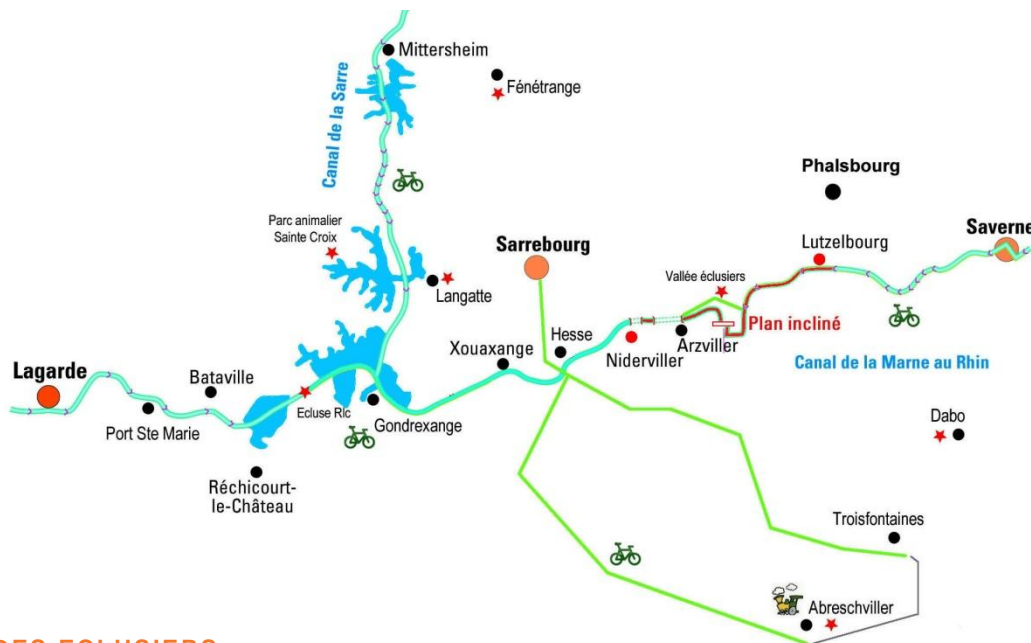 Mittersheim
Fénétrange
Canal de la Sarre
Phalsbourg
Parc animalier
Sainte Croix
Sarrebourg
Saverne
Lutzelbourg
Vallée éclusiers
Langatte
Hesse
Plan incliné
Xouaxange
Niderviller
Arzviller
Canal de la Marne au Rhin
Lagarde
Bataville
Ecluse Rlc
Gondrexange
Port Ste Marie
Dabo
Réchicourt-
le-Château
Troisfontaines
Abreschviller